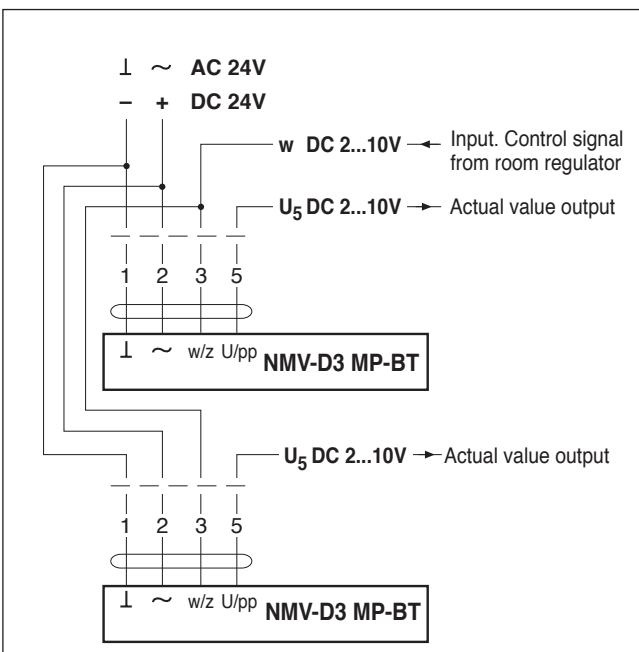 ⊥ ~ AC 24V
– + DC 24V
w DC 2...10V Input. Control signal
from room regulator
U5 DC 2...10V Actual value output
1 2 3 5
⊥ ~ w/z U/pp NMV-D3 MP-BT
U5 DC 2...10V Actual value output
1 2 3 5
⊥ ~ w/z U/pp NMV-D3 MP-BT